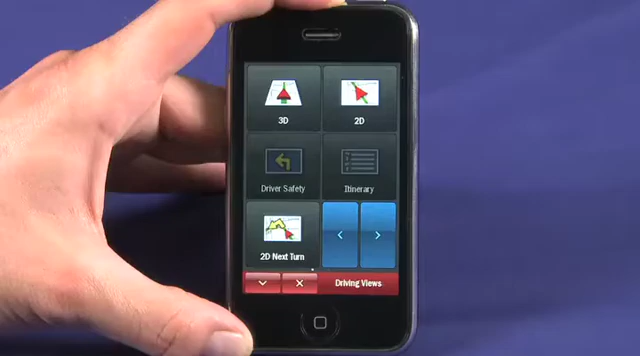 3D
2D
Driver Safety
Itinerary
2D Next Turn
Driving Views